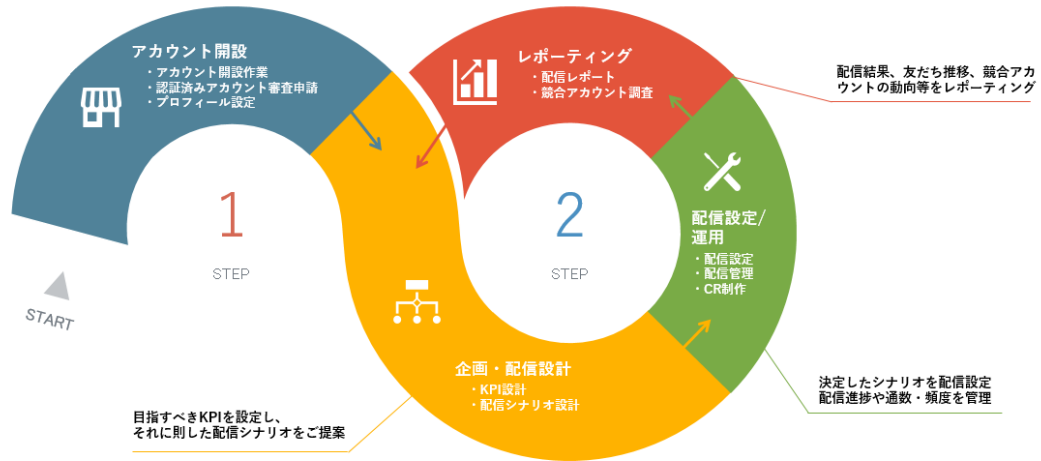 アカウント開設
・アカウント開設作業
・認証済みアカウント審査申請
・プロフィール設定
1
STEP
START
企画・配信設計
・KPI設計
・配信シナリオ設計
目指すべきKPIを設定し、
それに則した配信シナリオをご提案
レポーティング
・配信レポート
・競合アカウント調査
2
STEP
配信設定/
運用
・配信設定
・配信管理
・CR制作
配信結果、友だち推移、競合アカ
ウントの動向等をレポーティング
決定したシナリオを配信設定
配信進捗や通数・頻度を管理